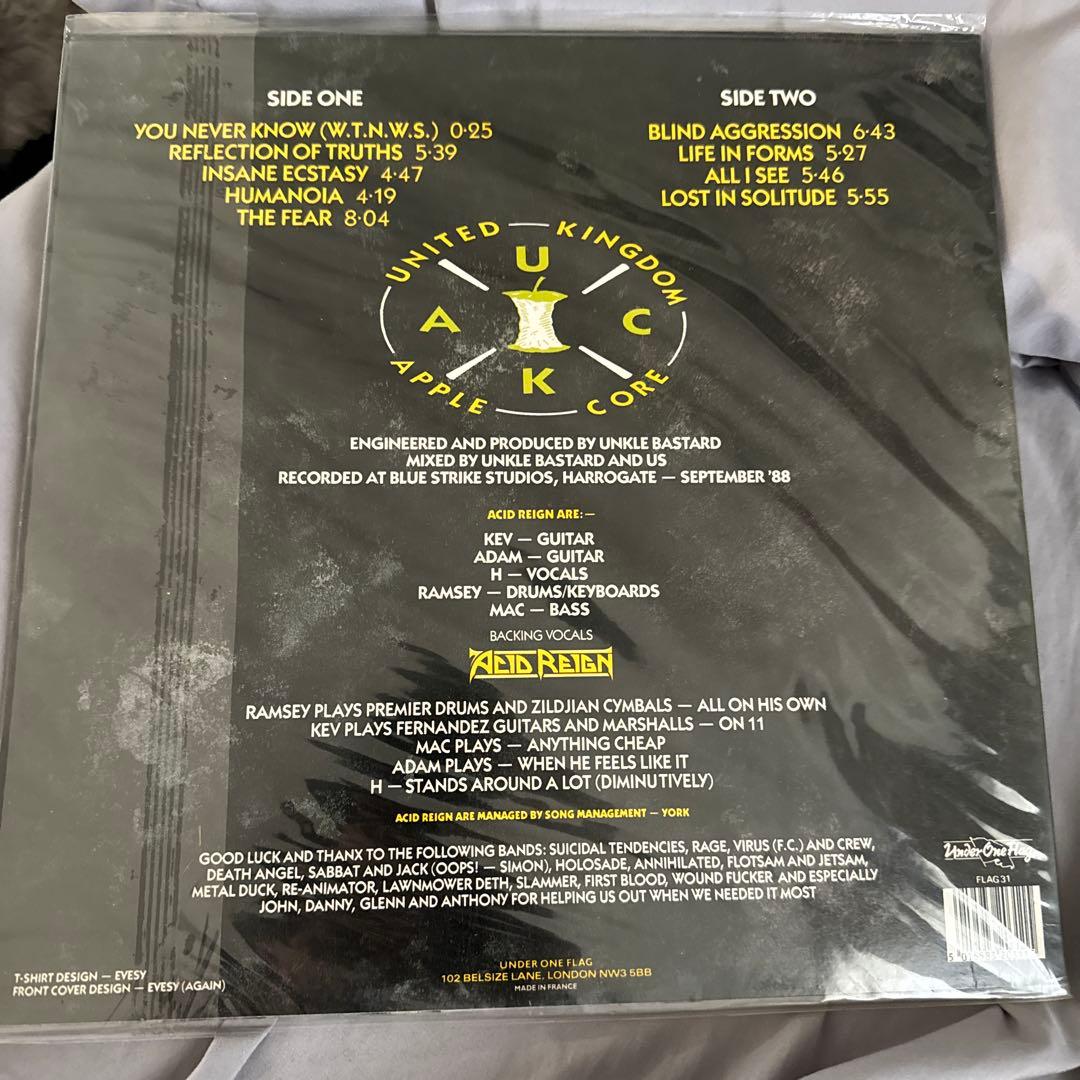 SIDE ONE
YOU NEVER KNOW (W.T.N.W.S.) 0·25
REFLECTION OF TRUTHS 5·39
INSANE ECSTASY 4·47
HUMANOIA 4·19
THE FEAR 8·04
SIDE TWO
BLIND AGGRESSION 6·43
LIFE IN FORMS 5·27
ALL I SEE 5·46
LOST IN SOLITUDE 5·55
UNITED KINGDOM
U
A C
K
APPLE CORE
ENGINEERED AND PRODUCED BY UNKLE BASTARD
MIXED BY UNKLE BASTARD AND US
RECORDED AT BLUE STRIKE STUDIOS, HARROGATE — SEPTEMBER '88
ACID REIGN ARE:—
KEV — GUITAR
ADAM — GUITAR
H — VOCALS
RAMSEY — DRUMS/KEYBOARDS
MAC — BASS
BACKING VOCALS
ACID REIGN
RAMSEY PLAYS PREMIER DRUMS AND ZILDJIAN CYMBALS — ALL ON HIS OWN
KEV PLAYS FERNANDEZ GUITARS AND MARSHALLS — ON 11
MAC PLAYS — ANYTHING CHEAP
ADAM PLAYS — WHEN HE FEELS LIKE IT
H — STANDS AROUND A LOT (DIMINUTIVELY)
ACID REIGN ARE MANAGED BY SONG MANAGEMENT — YORK
GOOD LUCK AND THANX TO THE FOLLOWING BANDS: SUICIDAL TENDENCIES, RAGE, VIRUS (F.C.) AND CREW,
DEATH ANGEL, SABBAT AND JACK (OOPS! — SIMON), HOLOSADE, ANNIHILATED, FLOTSAM AND JETSAM,
METAL DUCK, RE-ANIMATOR, LAWNMOWER DETH, SLAMMER, FIRST BLOOD, WOUND FUCKER AND ESPECIALLY
JOHN, DANNY, GLENN AND ANTHONY FOR HELPING US OUT WHEN WE NEEDED IT MOST
Under One Flag
FLAG 31
T-SHIRT DESIGN — EVESY
FRONT COVER DESIGN — EVESY (AGAIN)
UNDER ONE FLAG
102 BELSIZE LANE, LONDON NW3 5BB
MADE IN FRANCE